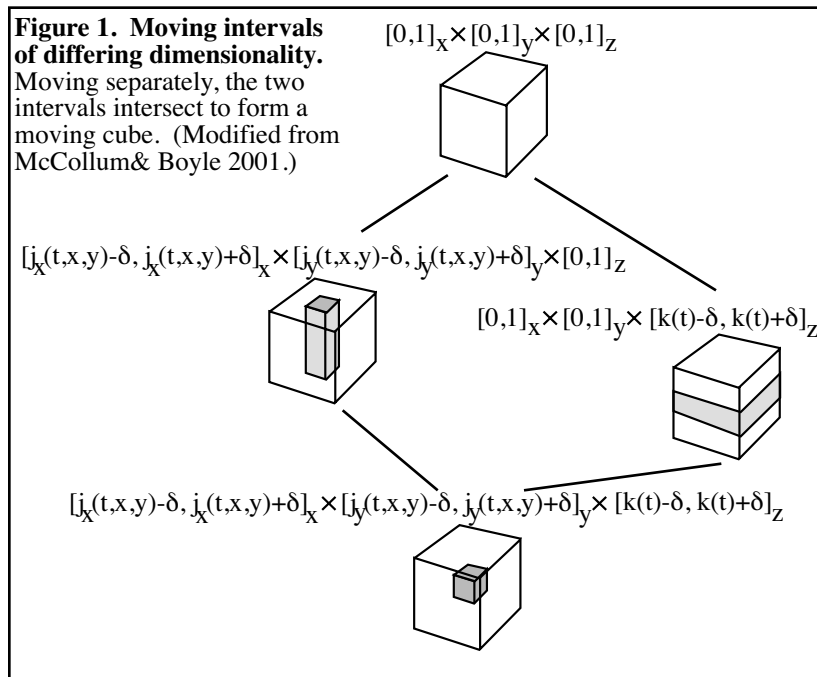 Figure 1. Moving intervals
of differing dimensionality.
Moving separately, the two
intervals intersect to form a
moving cube. (Modified from
McCollum& Boyle 2001.)
[0,1]x×[0,1]y×[0,1]z
[jx(t,x,y)-δ, jx(t,x,y)+δ]x×[jy(t,x,y)-δ, jy(t,x,y)+δ]y×[0,1]z
[0,1]x×[0,1]y×[k(t)-δ, k(t)+δ]z
[jx(t,x,y)-δ, jx(t,x,y)+δ]x×[jy(t,x,y)-δ, jy(t,x,y)+δ]y×[k(t)-δ, k(t)+δ]z